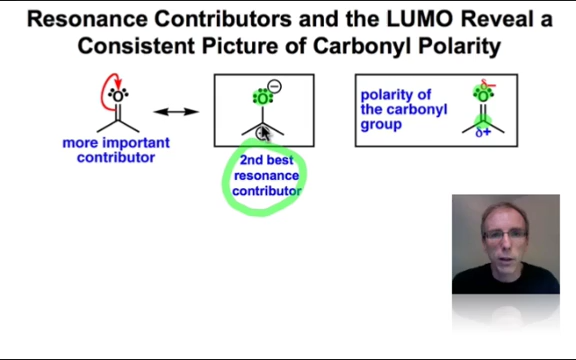 Resonance Contributors and the LUMO Reveal a
Consistent Picture of Carbonyl Polarity
O
more important
contributor
O
2nd best
resonance
contributor
polarity of
the carbonyl
group
δ−
O
δ+